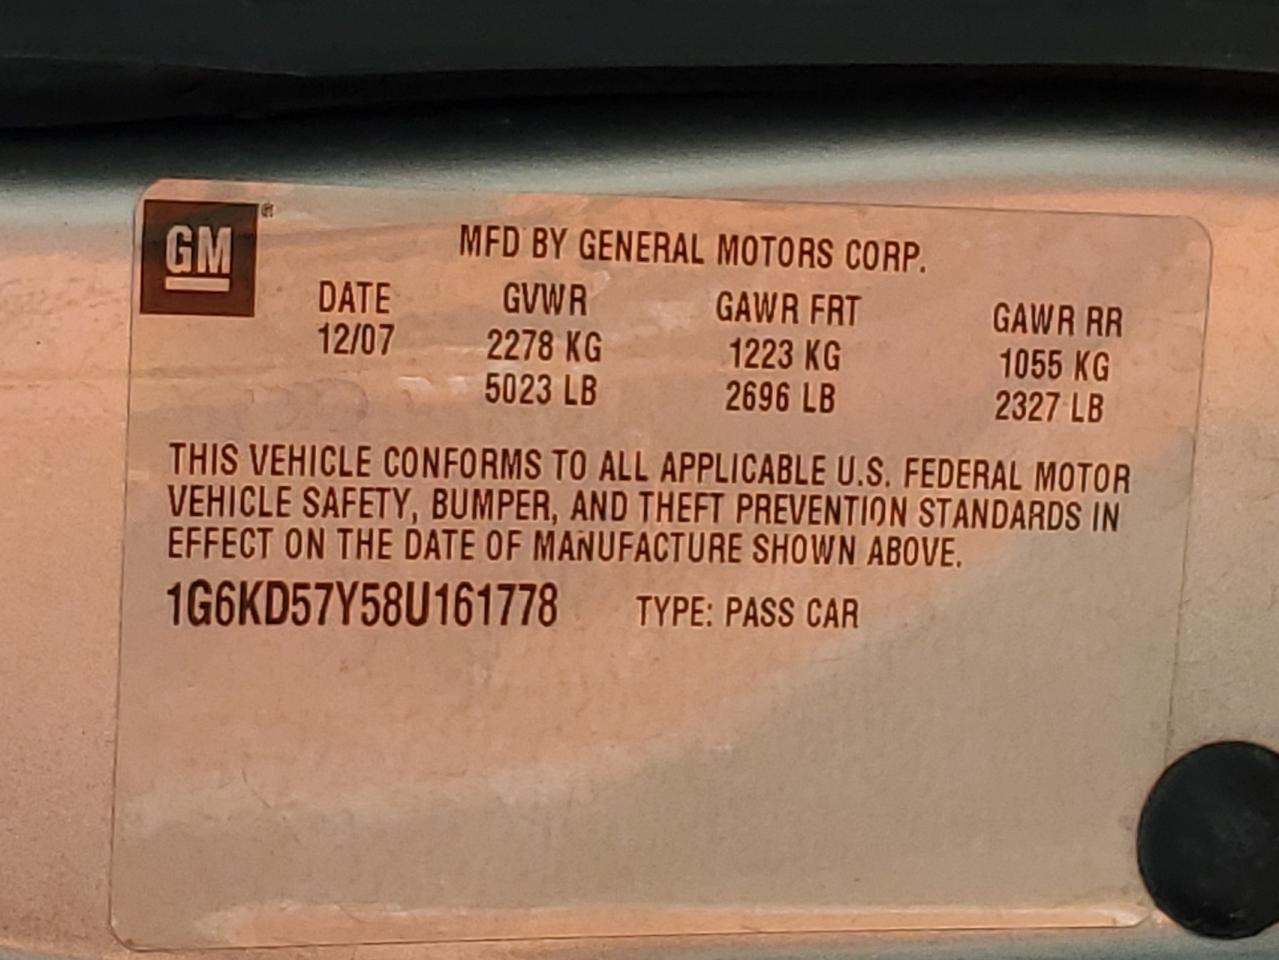 GM ®
MFD BY GENERAL MOTORS CORP.
DATE GVWR GAWR FRT GAWR RR
12/07 2278 KG 1223 KG 1055 KG
5023 LB 2696 LB 2327 LB
THIS VEHICLE CONFORMS TO ALL APPLICABLE U.S. FEDERAL MOTOR
VEHICLE SAFETY, BUMPER, AND THEFT PREVENTION STANDARDS IN
EFFECT ON THE DATE OF MANUFACTURE SHOWN ABOVE.
1G6KD57Y58U161778 TYPE: PASS CAR